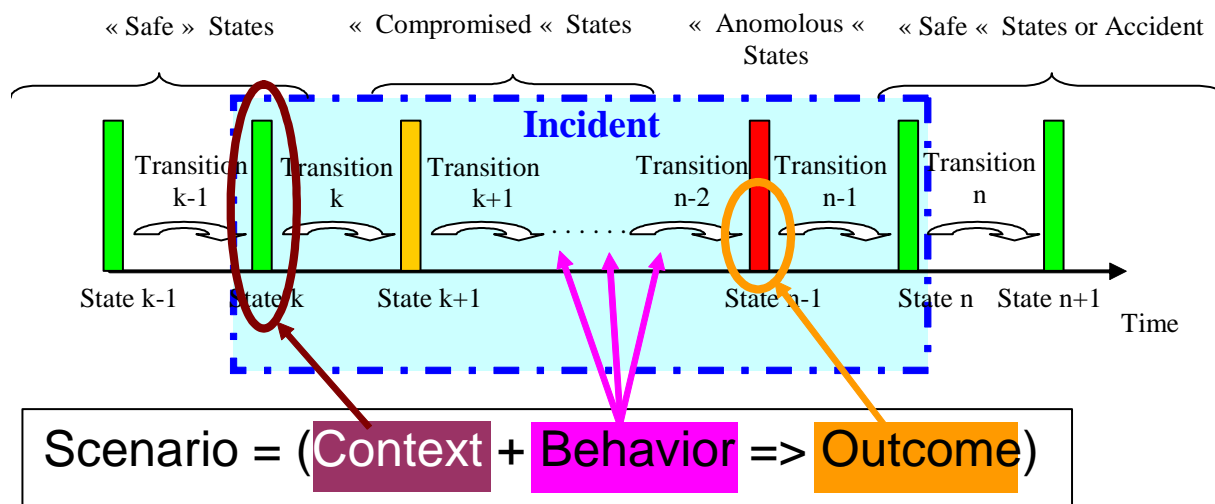 « Safe » States
« Compromised « States
« Anomolous «
States
« Safe « States or Accident
Incident
Transition
k-1
Transition
k
Transition
k+1
. . . . . .
Transition
n-2
Transition
n-1
Transition
n
State k-1
State k
State k+1
State n-1
State n
State n+1
Time
Scenario = (Context + Behavior => Outcome)